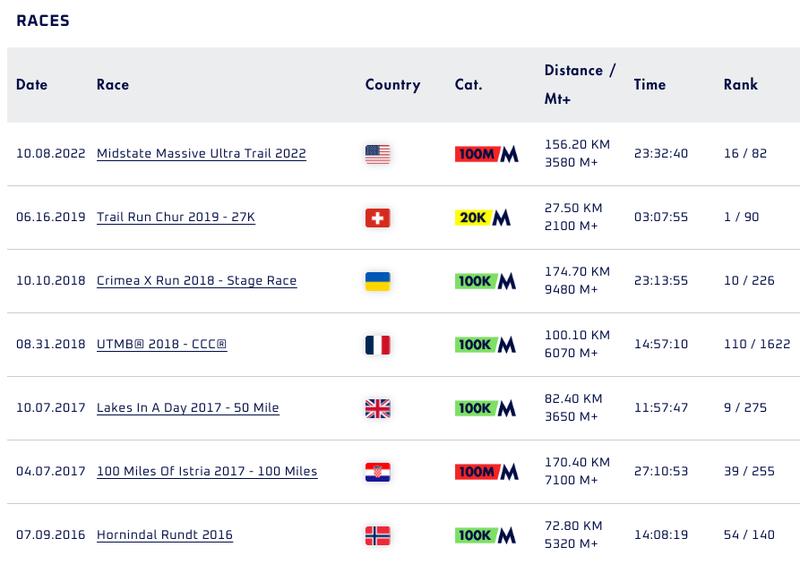 RACES
Date Race Country Cat. Distance / Mt+ Time Rank
10.08.2022 Midstate Massive Ultra Trail 2022 100M M 156.20 KM 3580 M+ 23:32:40 16 / 82
06.16.2019 Trail Run Chur 2019 - 27K 20K M 27.50 KM 2100 M+ 03:07:55 1 / 90
10.10.2018 Crimea X Run 2018 - Stage Race 100K M 174.70 KM 9480 M+ 23:13:55 10 / 226
08.31.2018 UTMB® 2018 - CCC® 100K M 100.10 KM 6070 M+ 14:57:10 110 / 1622
10.07.2017 Lakes In A Day 2017 - 50 Mile 100K M 82.40 KM 3650 M+ 11:57:47 9 / 275
04.07.2017 100 Miles Of Istria 2017 - 100 Miles 100M M 170.40 KM 7100 M+ 27:10:53 39 / 255
07.09.2016 Hornindal Rundt 2016 100K M 72.80 KM 5320 M+ 14:08:19 54 / 140